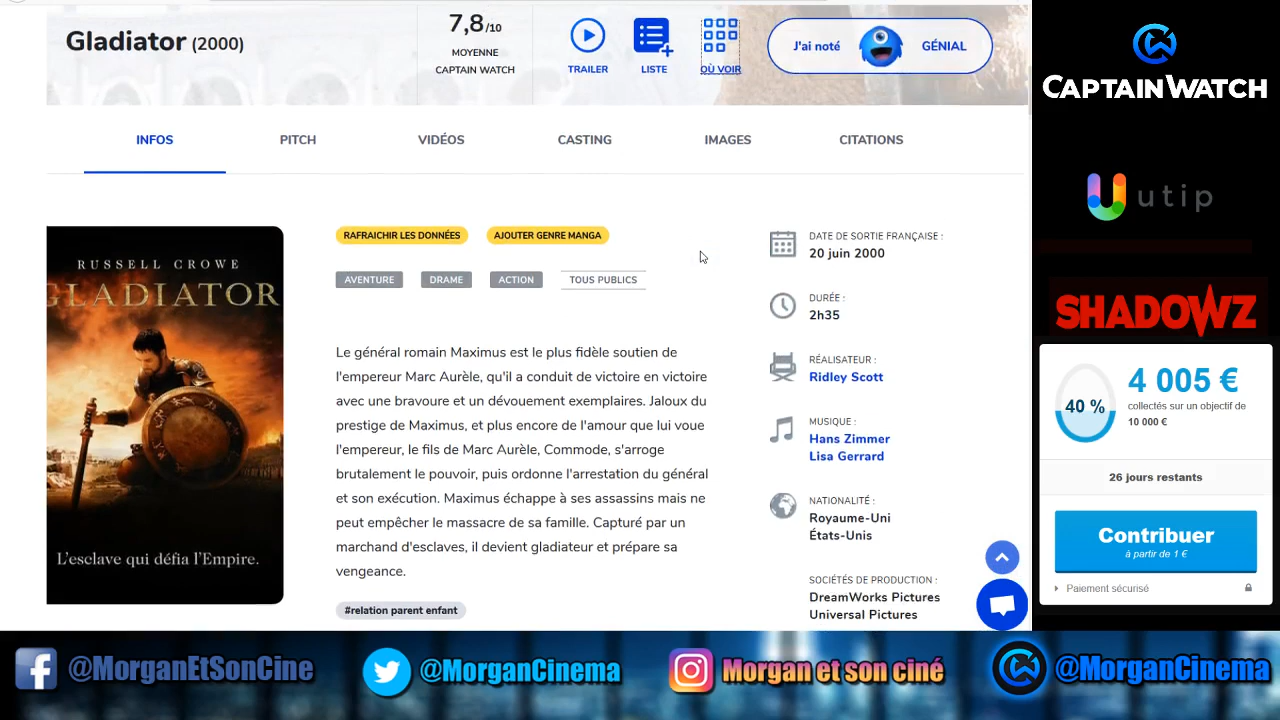 Gladiator (2000)
7,8 /10
MOYENNE
CAPTAIN WATCH
TRAILER
LISTE
OÙ VOIR
J'ai noté GÉNIAL
INFOS
PITCH
VIDÉOS
CASTING
IMAGES
CITATIONS
RUSSELL CROWE
GLADIATOR
L'esclave qui défia l'Empire.
RAFRAICHIR LES DONNÉES
AJOUTER GENRE MANGA
AVENTURE
DRAME
ACTION
TOUS PUBLICS
Le général romain Maximus est le plus fidèle soutien de
l'empereur Marc Aurèle, qu'il a conduit de victoire en victoire
avec une bravoure et un dévouement exemplaires. Jaloux du
prestige de Maximus, et plus encore de l'amour que lui voue
l'empereur, le fils de Marc Aurèle, Commode, s'arroge
brutalement le pouvoir, puis ordonne l'arrestation du général
et son exécution. Maximus échappe à ses assassins mais ne
peut empêcher le massacre de sa famille. Capturé par un
marchand d'esclaves, il devient gladiateur et prépare sa
vengeance.
#relation parent enfant
DATE DE SORTIE FRANÇAISE :
20 juin 2000
DURÉE :
2h35
RÉALISATEUR :
Ridley Scott
MUSIQUE :
Hans Zimmer
Lisa Gerrard
NATIONALITÉ :
Royaume-Uni
États-Unis
SOCIÉTÉS DE PRODUCTION :
DreamWorks Pictures
Universal Pictures
CAPTAINWATCH
utip
SHADOWZ
40 %
4 005 €
collectés sur un objectif de
10 000 €
26 jours restants
Contribuer
à partir de 1 €
Paiement sécurisé
@MorganEtSonCine
@MorganCinema
Morgan et son ciné
@MorganCinema